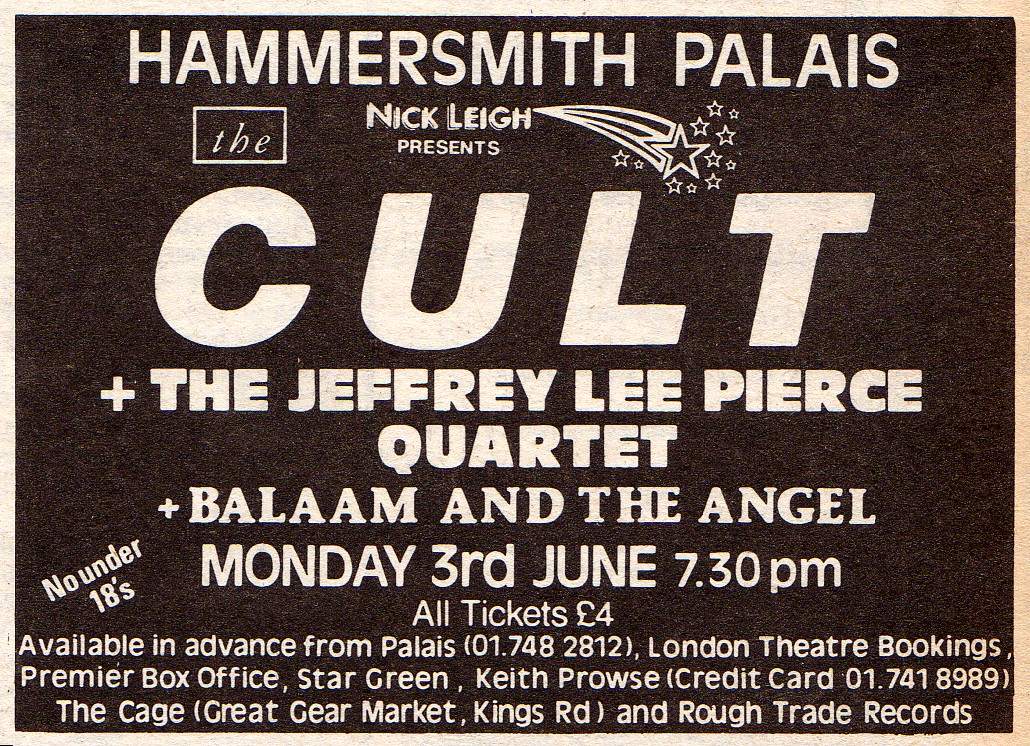 HAMMERSMITH PALAIS
the
NICK LEIGH
PRESENTS
CULT
+ THE JEFFREY LEE PIERCE
QUARTET
+ BALAAM AND THE ANGEL
No under
18's
MONDAY 3rd JUNE 7.30 pm
All Tickets £4
Available in advance from Palais (01.748 2812), London Theatre Bookings,
Premier Box Office, Star Green, Keith Prowse (Credit Card 01.741 8989)
The Cage (Great Gear Market, Kings Rd) and Rough Trade Records